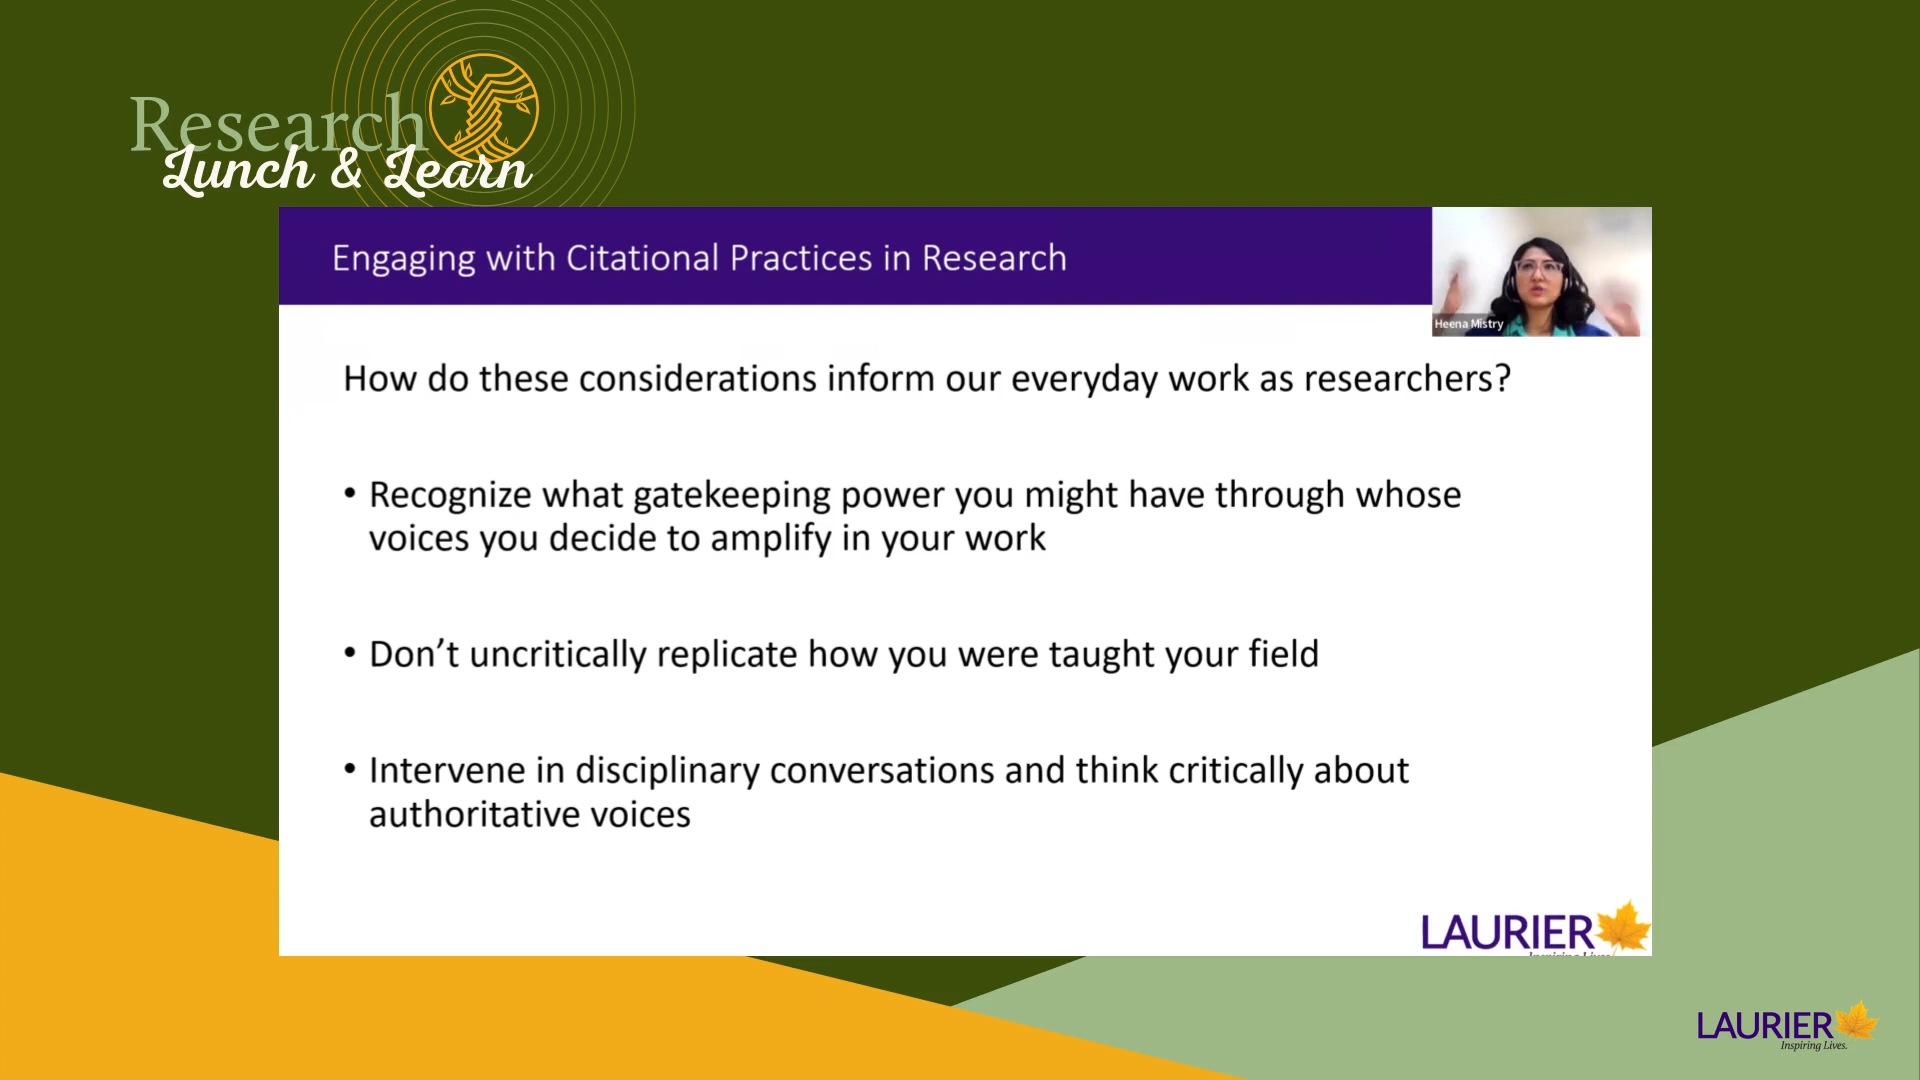 Research
Lunch & Learn
Engaging with Citational Practices in Research
Heena Mistry
How do these considerations inform our everyday work as researchers?
• Recognize what gatekeeping power you might have through whose
voices you decide to amplify in your work
• Don’t uncritically replicate how you were taught your field
• Intervene in disciplinary conversations and think critically about
authoritative voices
LAURIER
Inspiring Lives
LAURIER
Inspiring Lives.